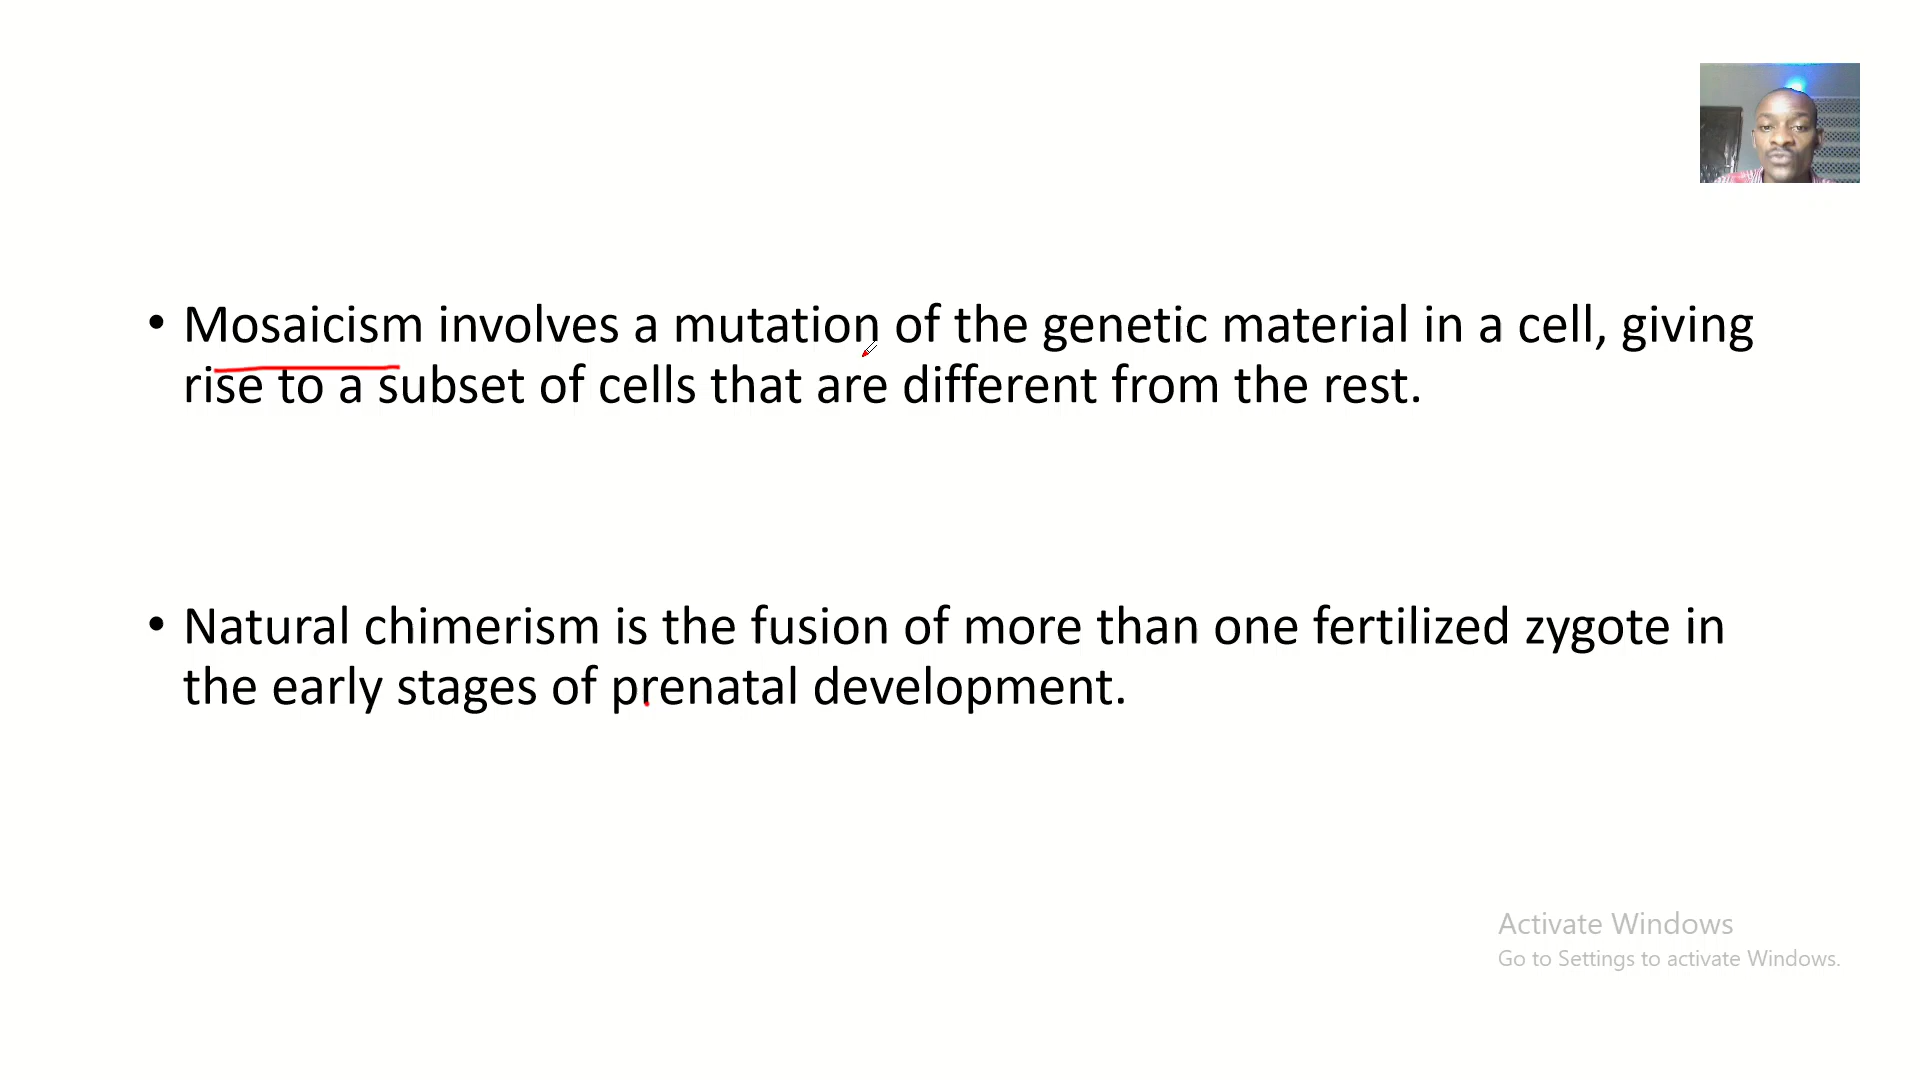 • Mosaicism involves a mutation of the genetic material in a cell, giving
rise to a subset of cells that are different from the rest.
• Natural chimerism is the fusion of more than one fertilized zygote in
the early stages of prenatal development.
Activate Windows
Go to Settings to activate Windows.